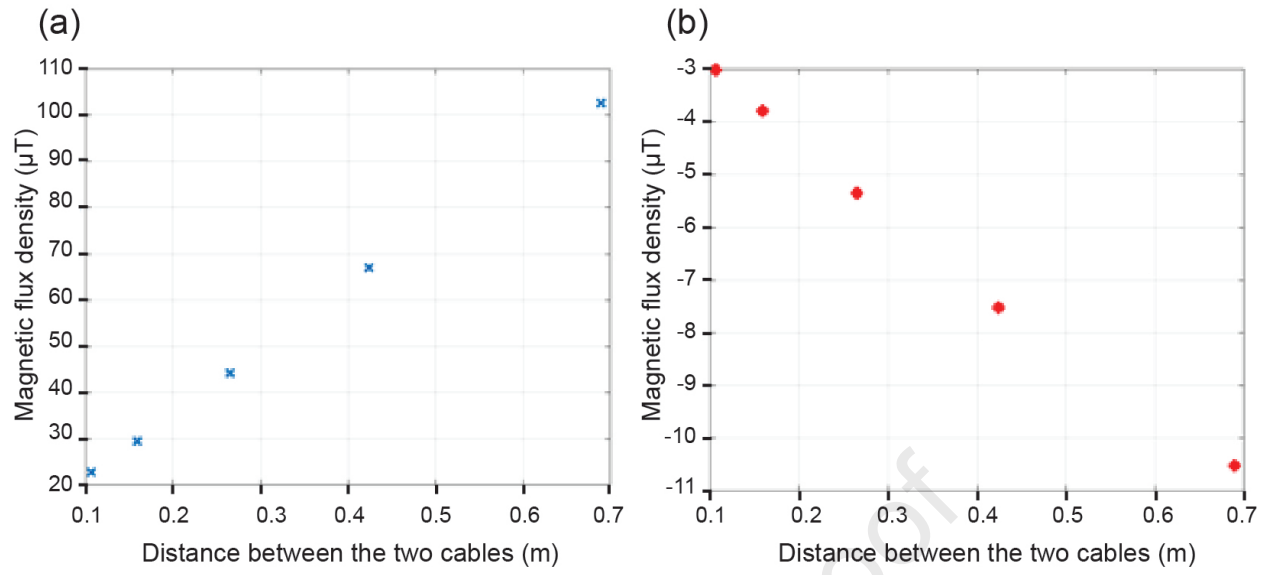 (a)
110
100
90
80
70
60
50
40
30
20
0.1 0.2 0.3 0.4 0.5 0.6 0.7
Magnetic flux density (µT)
Distance between the two cables (m)
(b)
-3
-4
-5
-6
-7
-8
-9
-10
-11
0.1 0.2 0.3 0.4 0.5 0.6 0.7
Magnetic flux density (µT)
Distance between the two cables (m)
oof